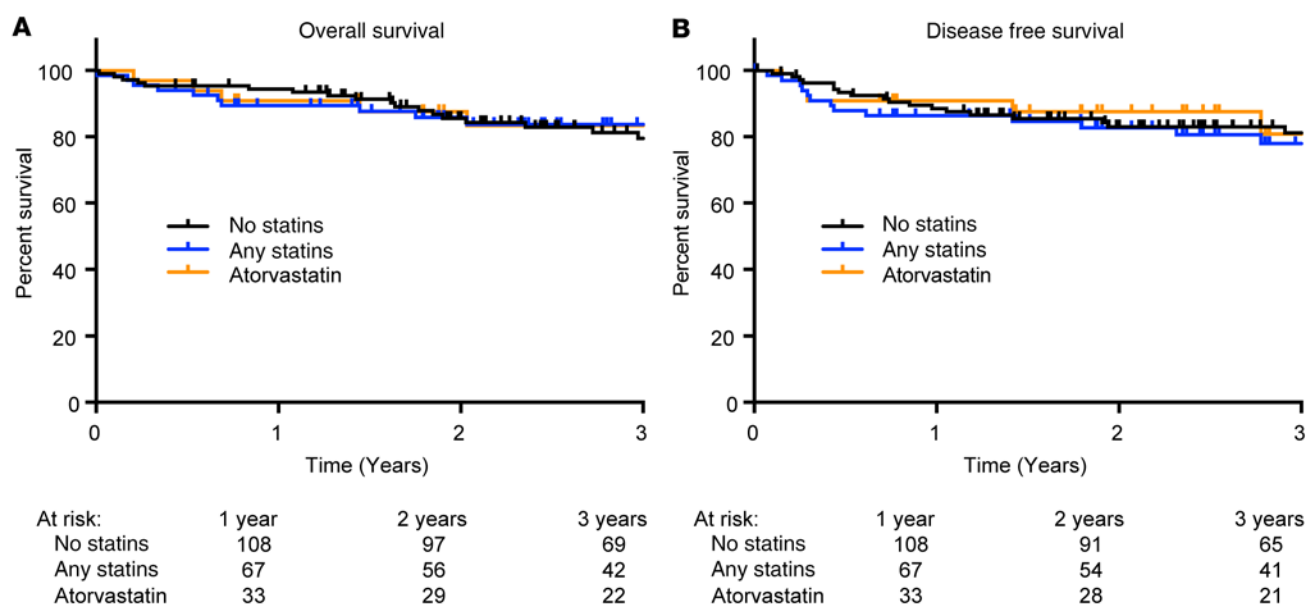 A
Overall survival
Percent survival
100
80
60
40
20
0
No statins
Any statins
Atorvastatin
0 1 2 3
Time (Years)
At risk: 1 year 2 years 3 years
No statins 108 97 69
Any statins 67 56 42
Atorvastatin 33 29 22
B
Disease free survival
Percent survival
100
80
60
40
20
0
No statins
Any statins
Atorvastatin
0 1 2 3
Time (Years)
At risk: 1 year 2 years 3 years
No statins 108 91 65
Any statins 67 54 41
Atorvastatin 33 28 21